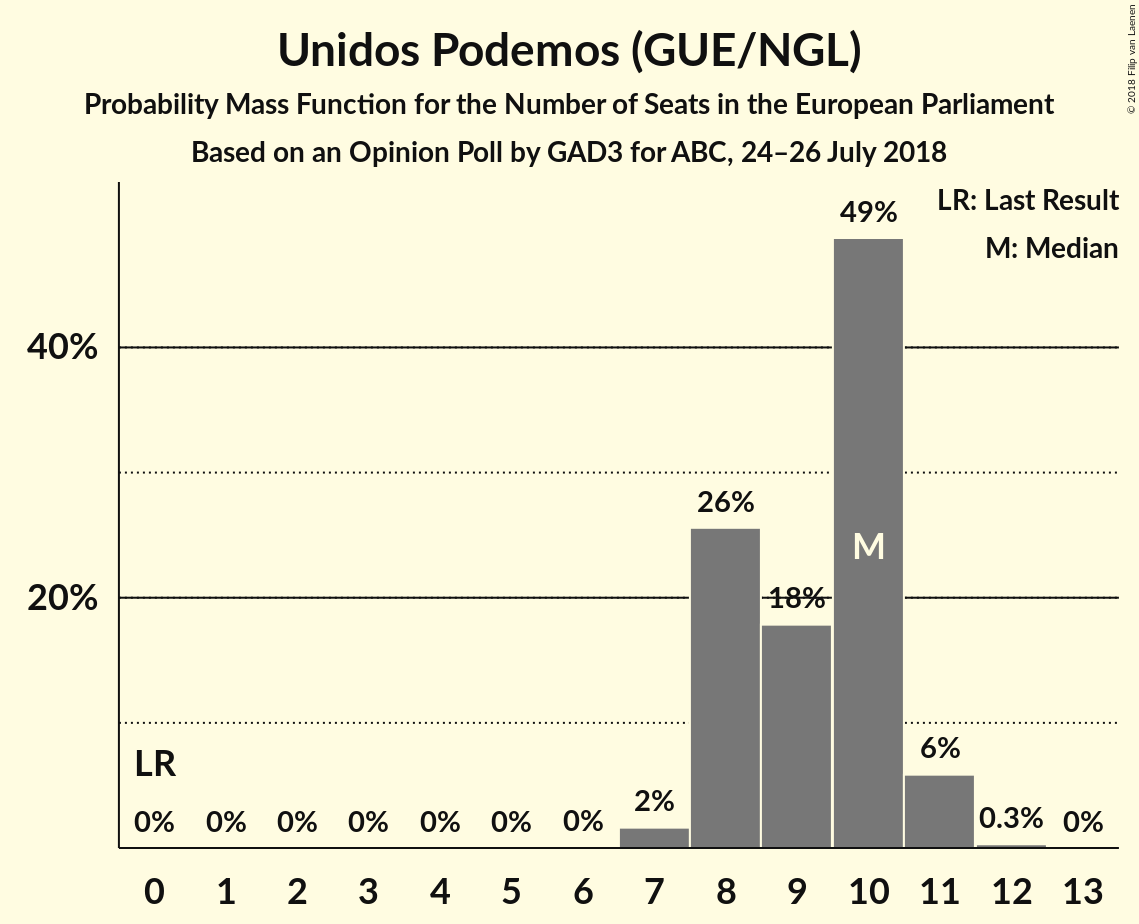 Unidos Podemos (GUE/NGL)
Probability Mass Function for the Number of Seats in the European Parliament
Based on an Opinion Poll by GAD3 for ABC, 24–26 July 2018
© 2018 Filip van Laenen
LR: Last Result
M: Median
49%
40%
26%
M
20%
18%
LR
6%
2%
0% 0% 0% 0% 0% 0% 0% 0.3% 0%
0 1 2 3 4 5 6 7 8 9 10 11 12 13